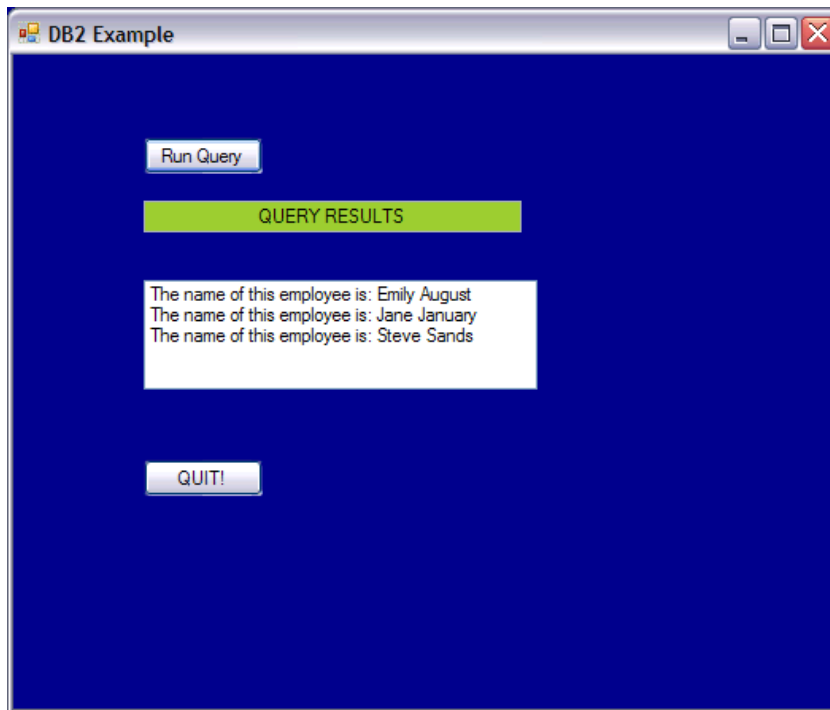 DB2 Example
Run Query
QUERY RESULTS
The name of this employee is: Emily August
The name of this employee is: Jane January
The name of this employee is: Steve Sands
QUIT!